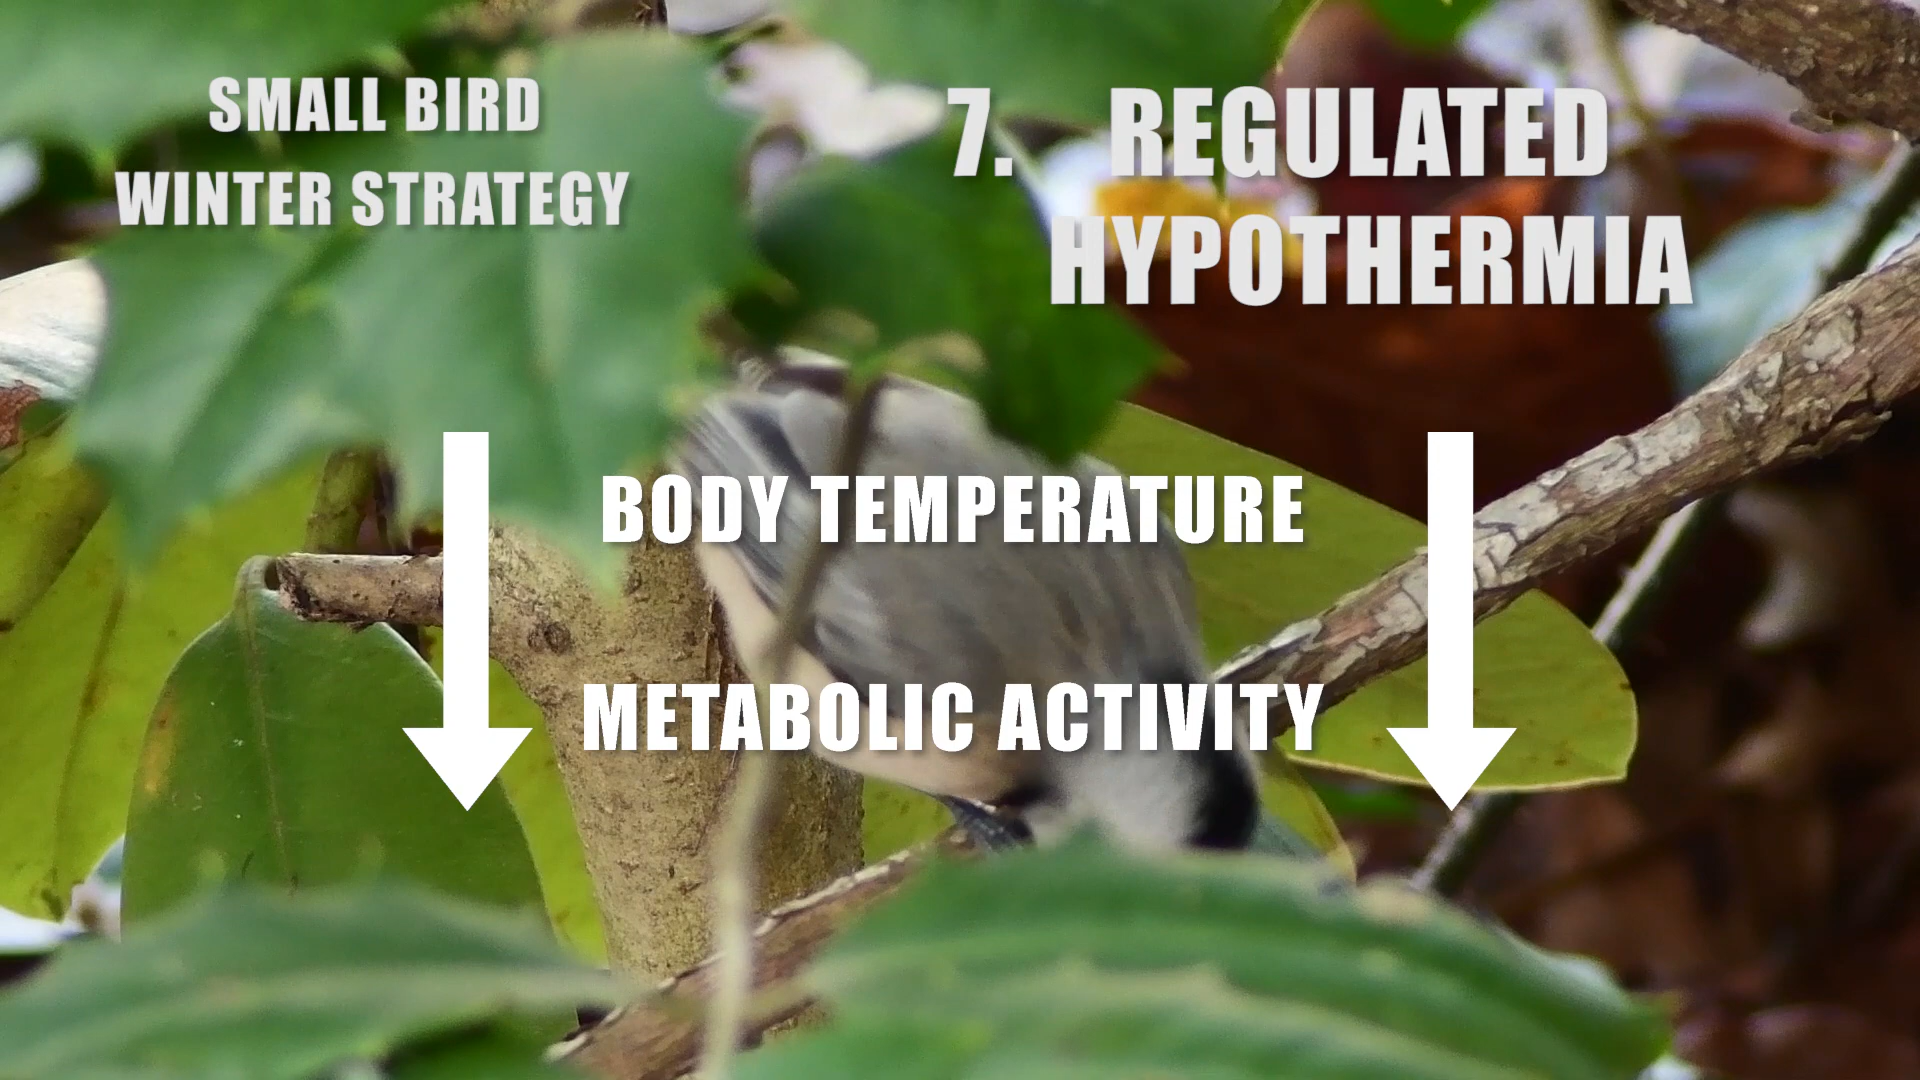 SMALL BIRD
WINTER STRATEGY
7. REGULATED
HYPOTHERMIA
BODY TEMPERATURE
METABOLIC ACTIVITY